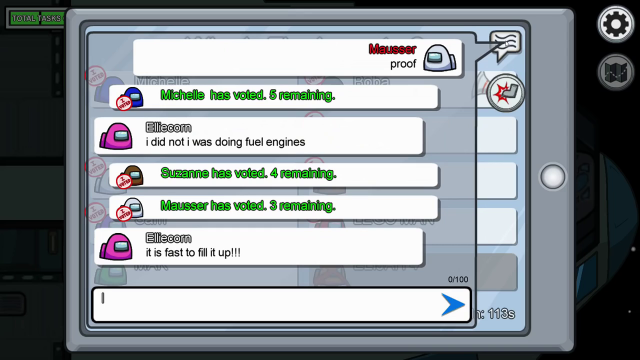 TOTAL TASKS
Mausser
proof
Michelle has voted. 5 remaining.
Elliecorn
i did not i was doing fuel engines
Suzanne has voted. 4 remaining.
Mausser has voted. 3 remaining.
Elliecorn
it is fast to fill it up!!!
0/100
113s